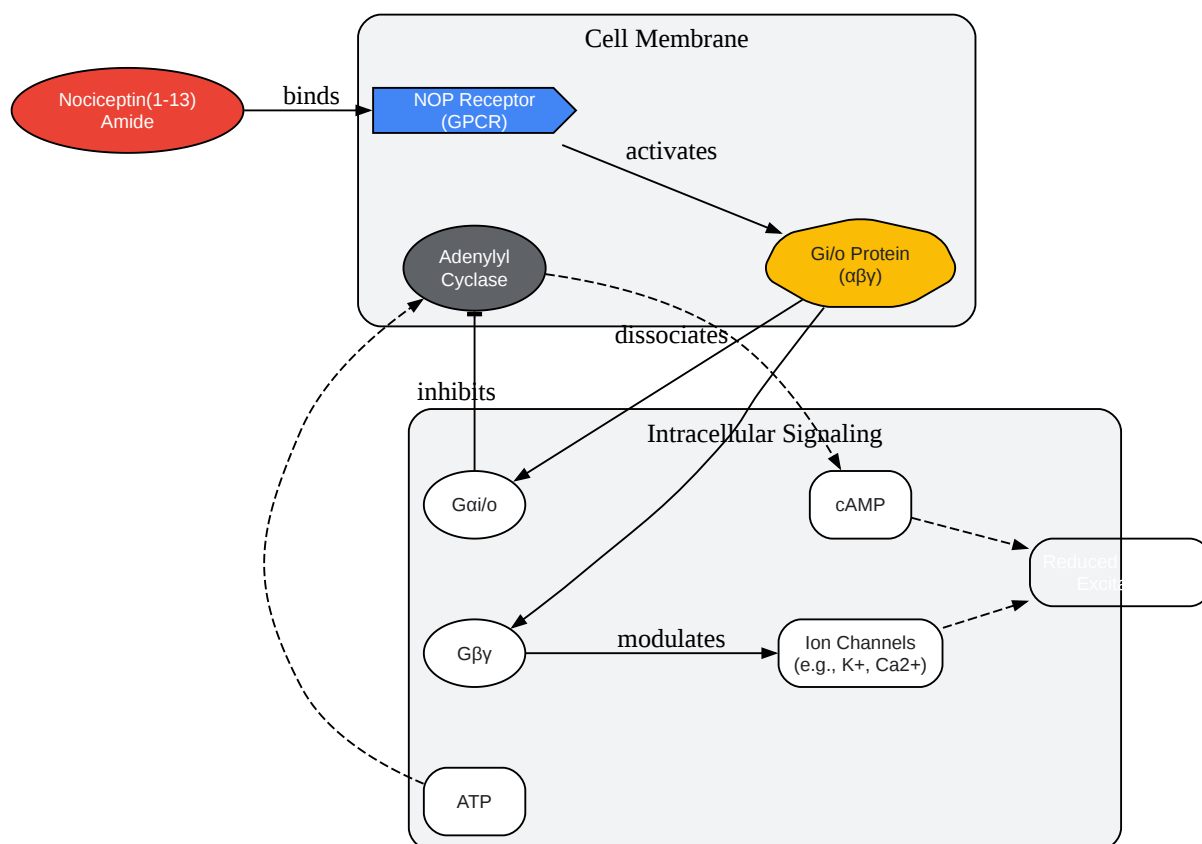 Cell Membrane
Nociceptin(1-13)
Amide
binds
NOP Receptor
(GPCR)
activates
Adenylyl
Cyclase
Gi/o Protein
(αβγ)
dissociates
inhibits
Intracellular Signaling
Gαi/o
cAMP
Reduced
Gβγ
modulates
Ion Channels
(e.g., K+, Ca2+)
ATP